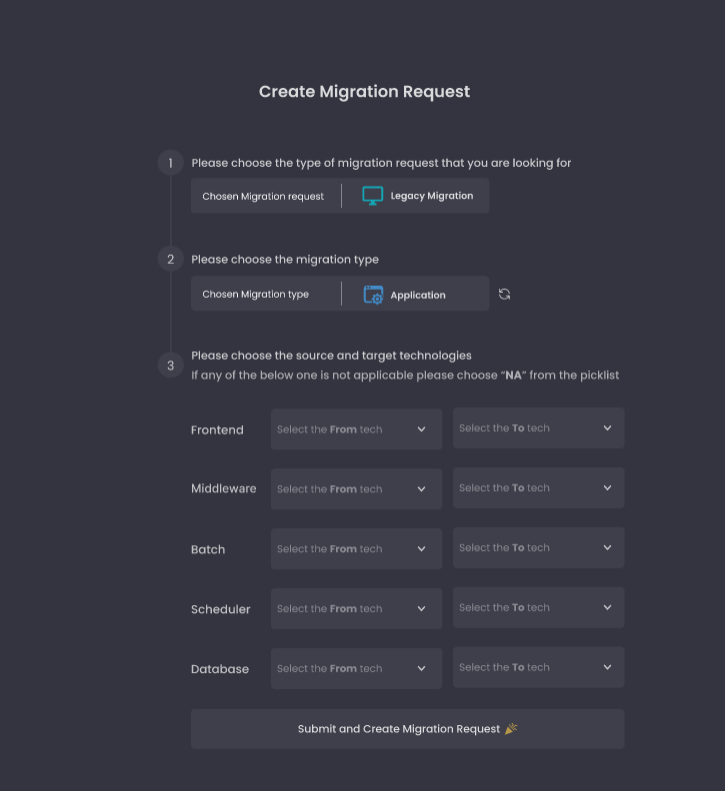 Create Migration Request
1 Please choose the type of migration request that you are looking for
Chosen Migration request Legacy Migration
2 Please choose the migration type
Chosen Migration type Application
3 Please choose the source and target technologies
If any of the below one is not applicable please choose “NA” from the picklist
Frontend Select the From tech Select the To tech
Middleware Select the From tech Select the To tech
Batch Select the From tech Select the To tech
Scheduler Select the From tech Select the To tech
Database Select the From tech Select the To tech
Submit and Create Migration Request 🎉